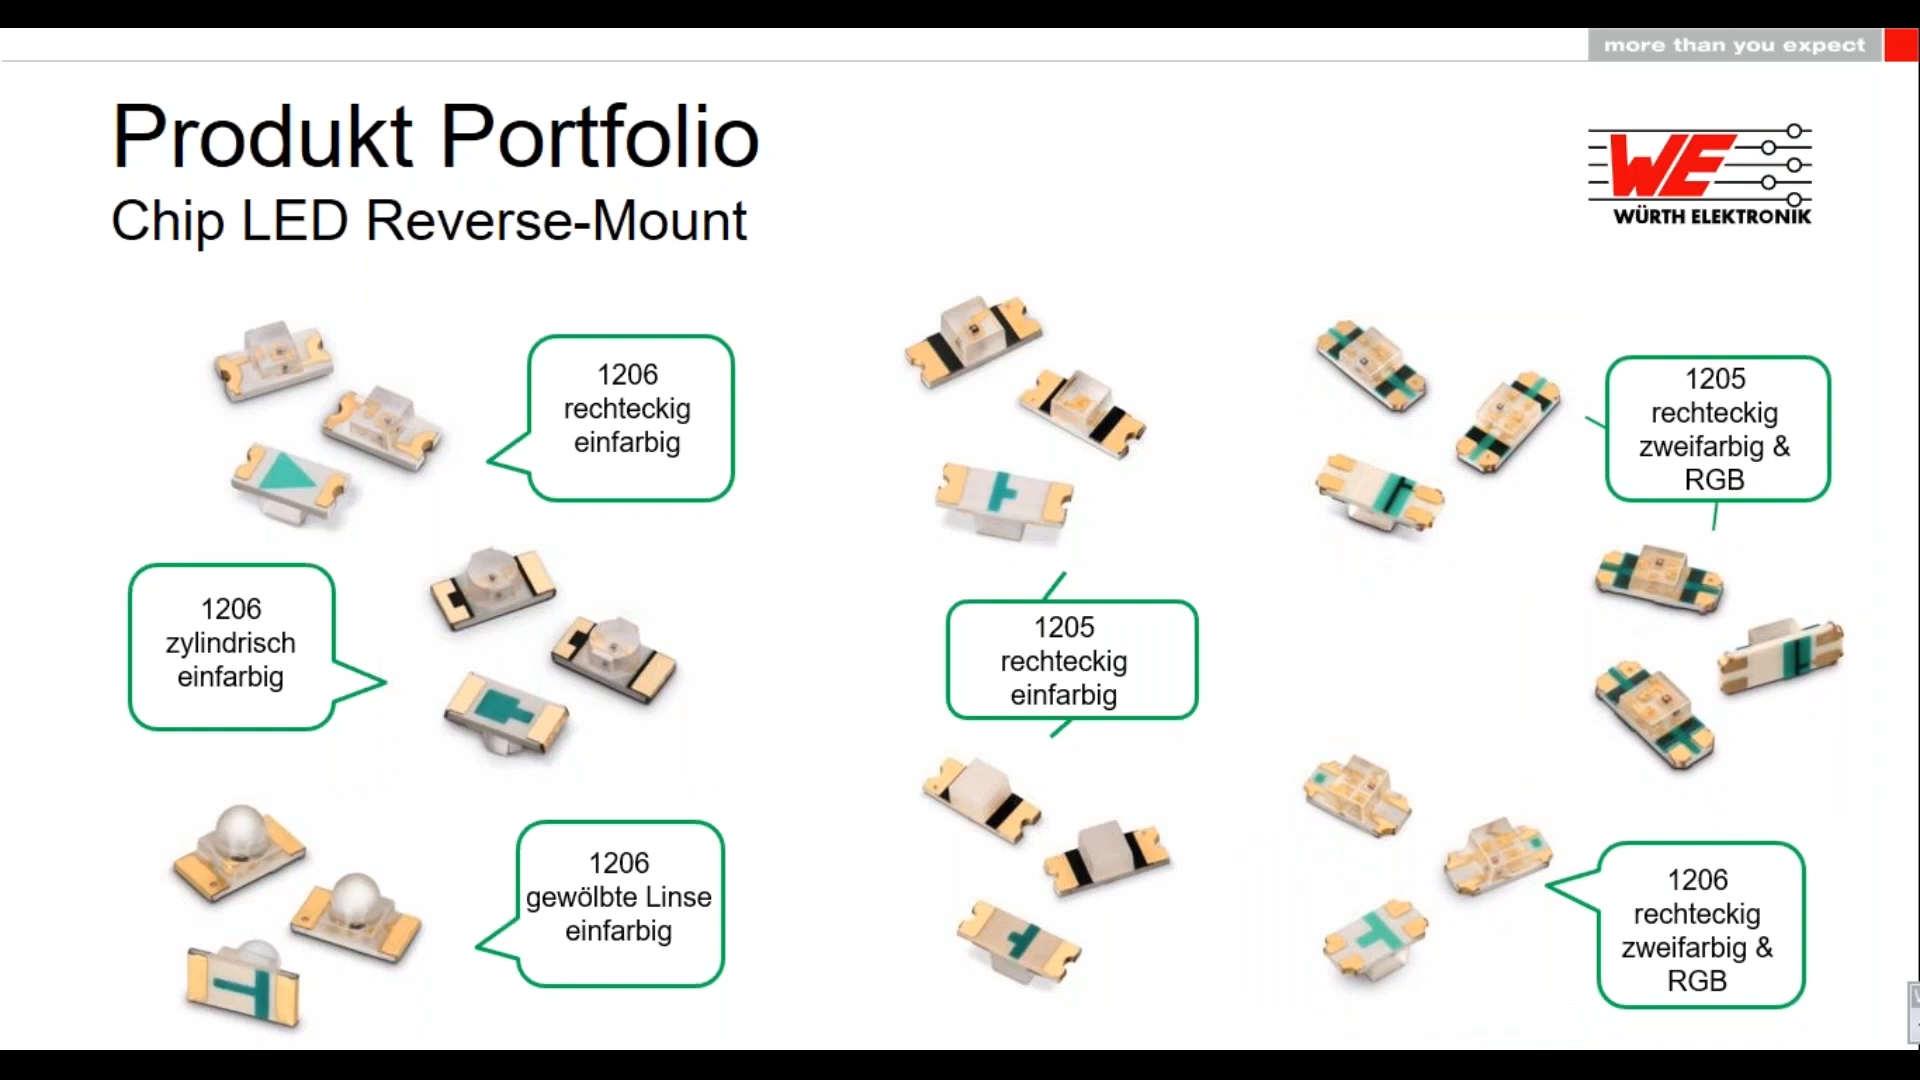 more than you expect
Produkt Portfolio
Chip LED Reverse-Mount
WE
WÜRTH ELEKTRONIK
1206
rechteckig
einfarbig
1205
rechteckig
zweifarbig &
RGB
1206
zylindrisch
einfarbig
1205
rechteckig
einfarbig
1206
gewölbte Linse
einfarbig
1206
rechteckig
zweifarbig &
RGB